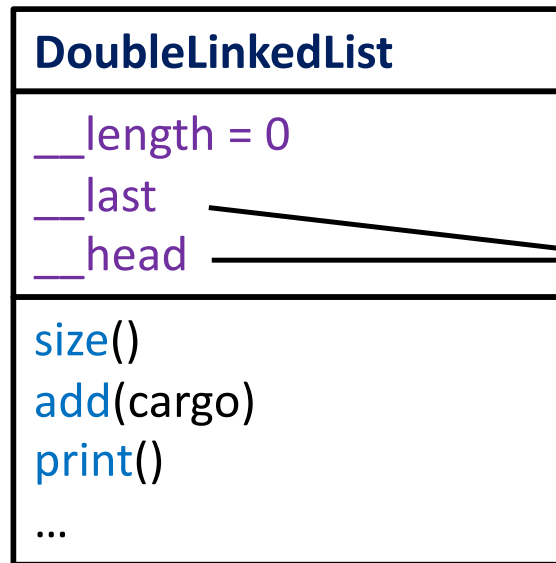 DoubleLinkedList
__length = 0
__last
__head
size()
add(cargo)
print()
...